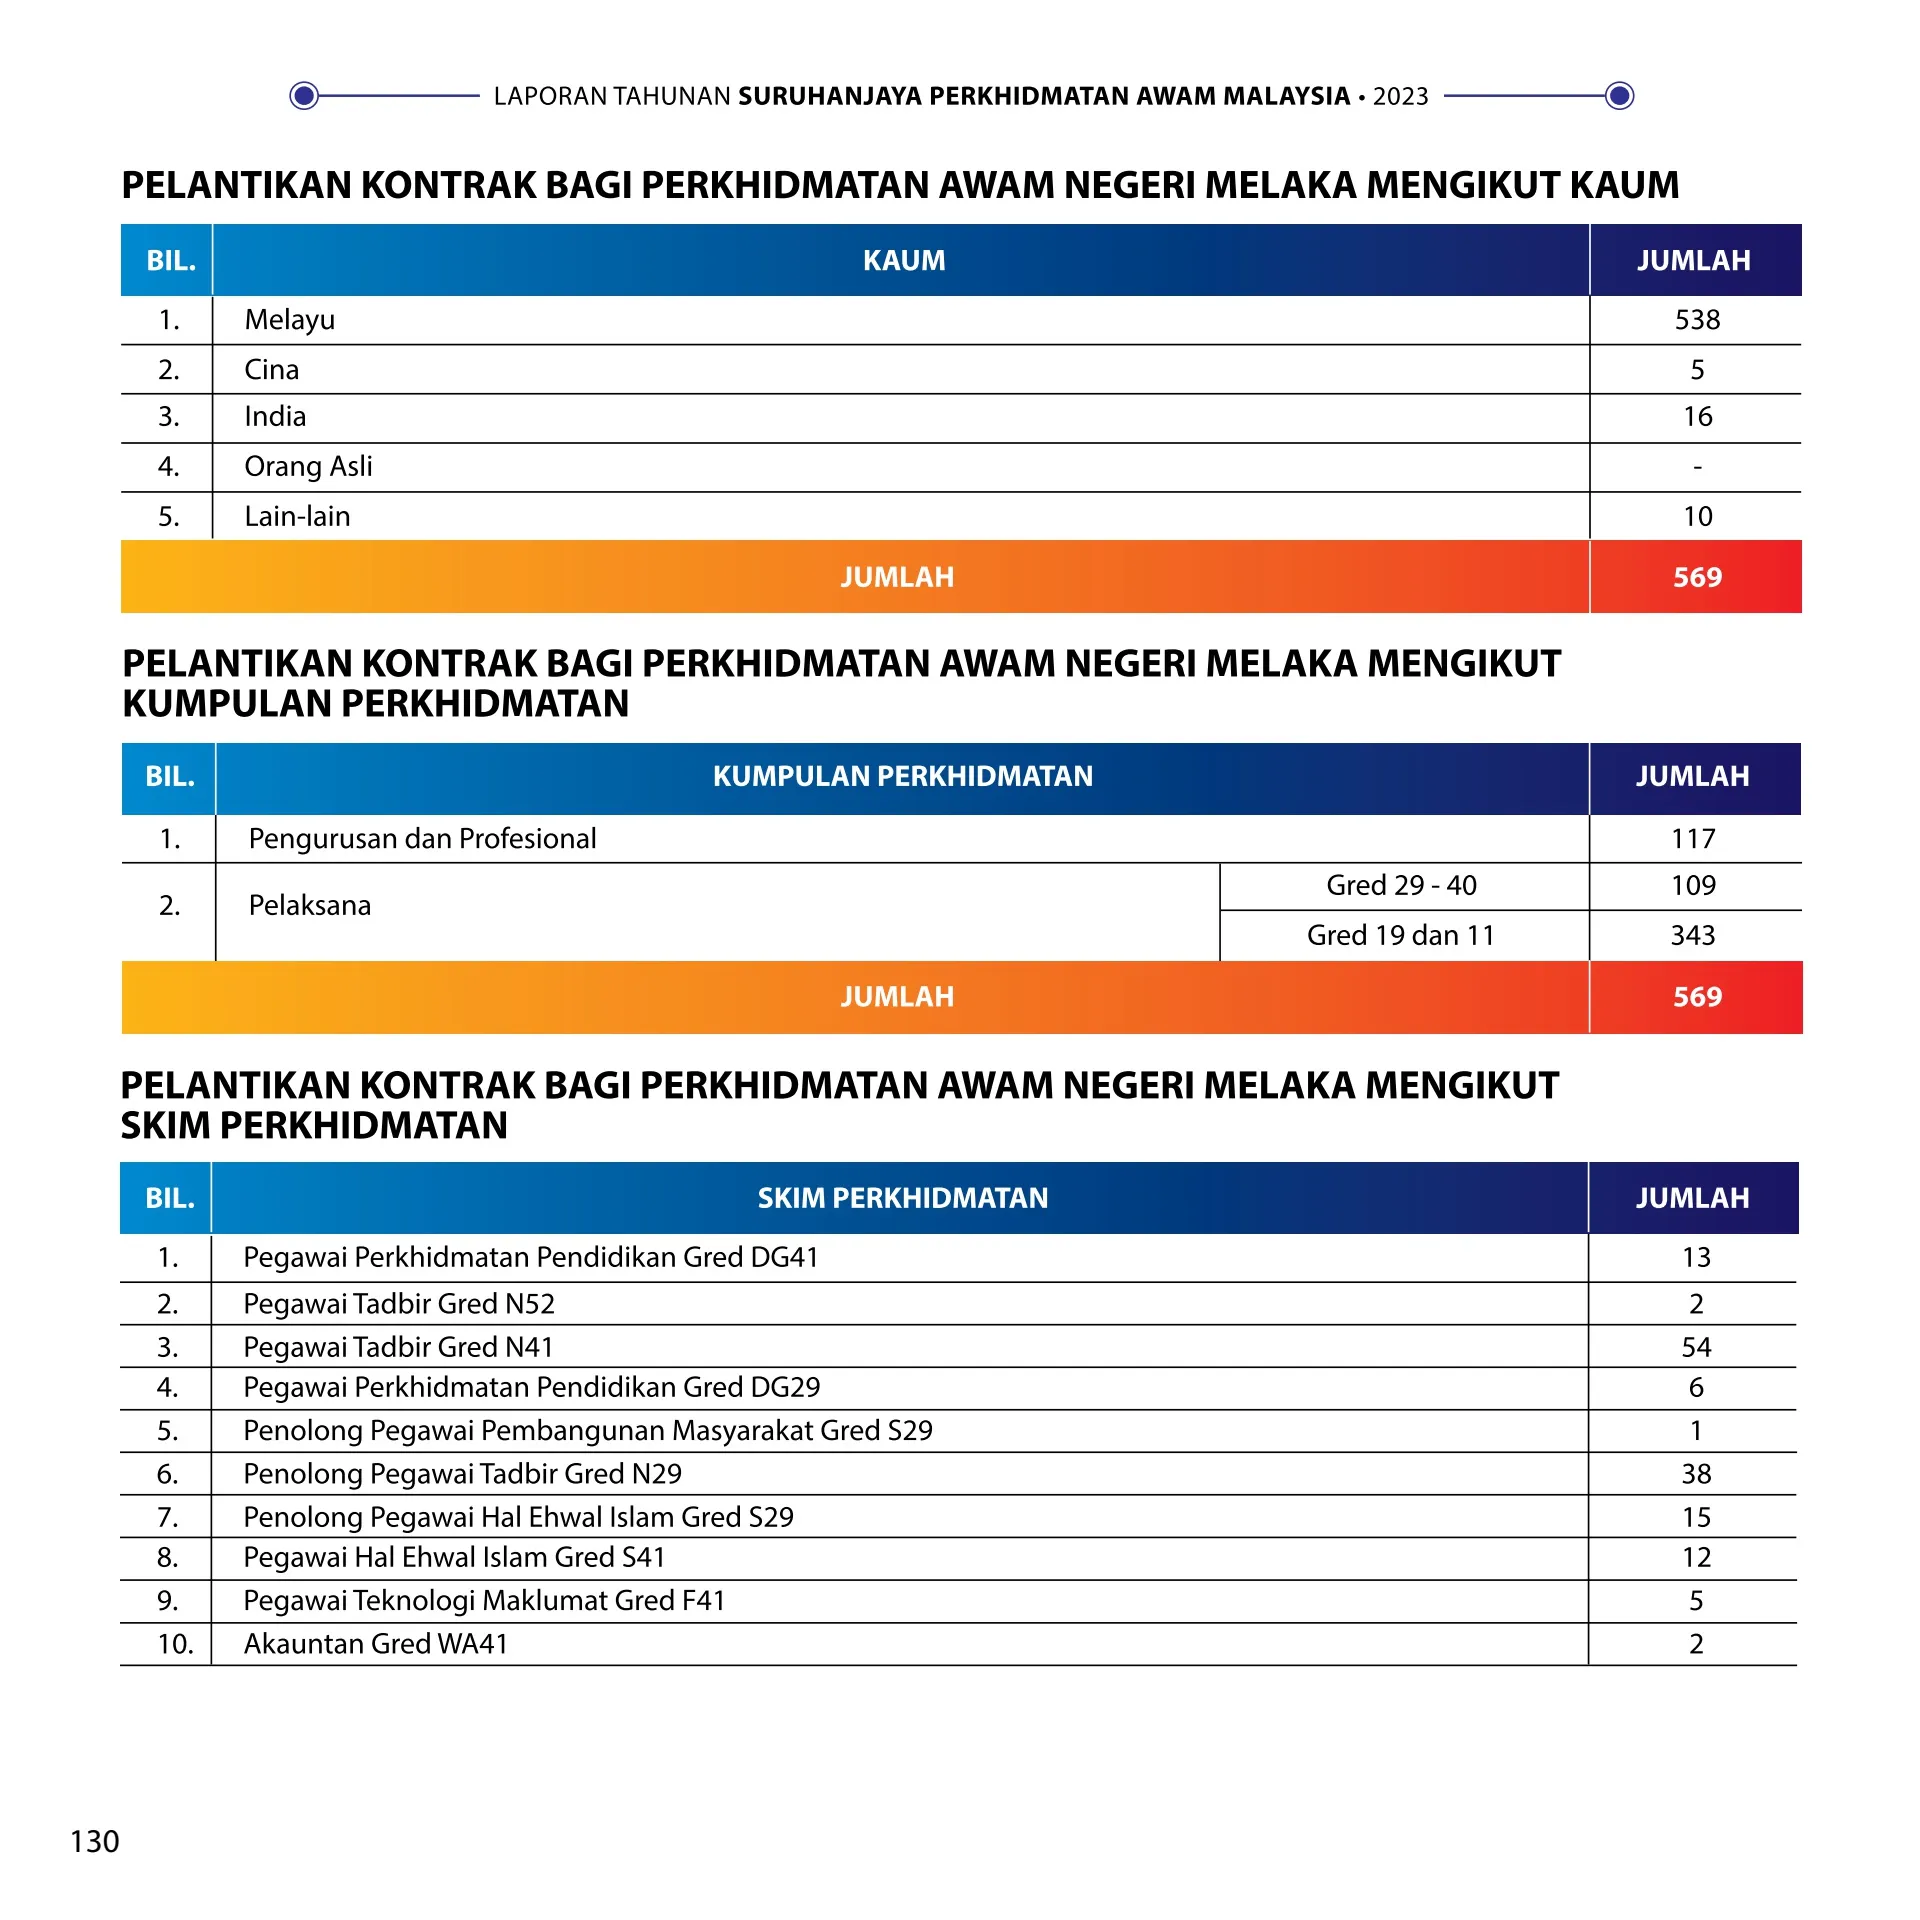 LAPORAN TAHUNAN SURUHANJAYA PERKHIDMATAN AWAM MALAYSIA • 2023
PELANTIKAN KONTRAK BAGI PERKHIDMATAN AWAM NEGERI MELAKA MENGIKUT KAUM
BIL. KAUM JUMLAH
1. Melayu 538
2. Cina 5
3. India 16
4. Orang Asli -
5. Lain-lain 10
JUMLAH 569
PELANTIKAN KONTRAK BAGI PERKHIDMATAN AWAM NEGERI MELAKA MENGIKUT
KUMPULAN PERKHIDMATAN
BIL. KUMPULAN PERKHIDMATAN JUMLAH
1. Pengurusan dan Profesional 117
2. Pelaksana Gred 29 - 40 109
Gred 19 dan 11 343
JUMLAH 569
PELANTIKAN KONTRAK BAGI PERKHIDMATAN AWAM NEGERI MELAKA MENGIKUT
SKIM PERKHIDMATAN
BIL. SKIM PERKHIDMATAN JUMLAH
1. Pegawai Perkhidmatan Pendidikan Gred DG41 13
2. Pegawai Tadbir Gred N52 2
3. Pegawai Tadbir Gred N41 54
4. Pegawai Perkhidmatan Pendidikan Gred DG29 6
5. Penolong Pegawai Pembangunan Masyarakat Gred S29 1
6. Penolong Pegawai Tadbir Gred N29 38
7. Penolong Pegawai Hal Ehwal Islam Gred S29 15
8. Pegawai Hal Ehwal Islam Gred S41 12
9. Pegawai Teknologi Maklumat Gred F41 5
10. Akauntan Gred WA41 2
130